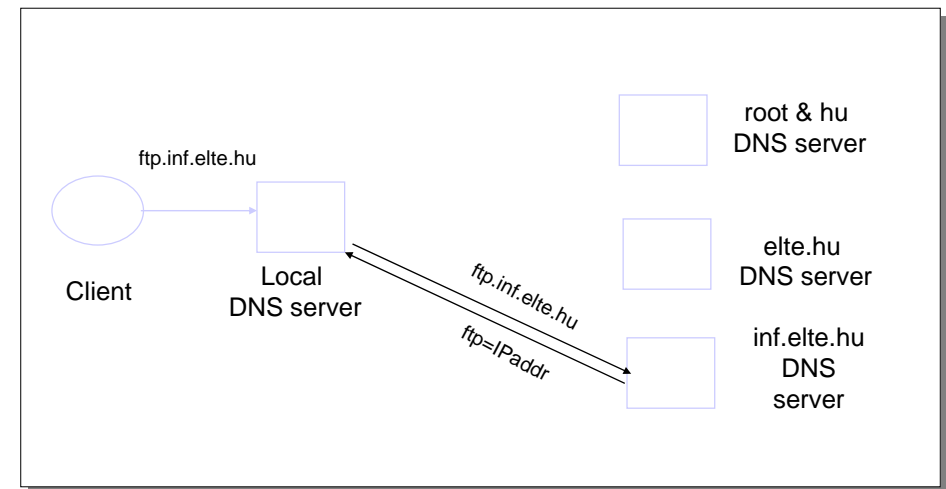 root & hu
DNS server
ftp.inf.elte.hu
Client
Local
DNS server
elte.hu
DNS server
ftp.inf.elte.hu
ftp=IPaddr
inf.elte.hu
DNS
server